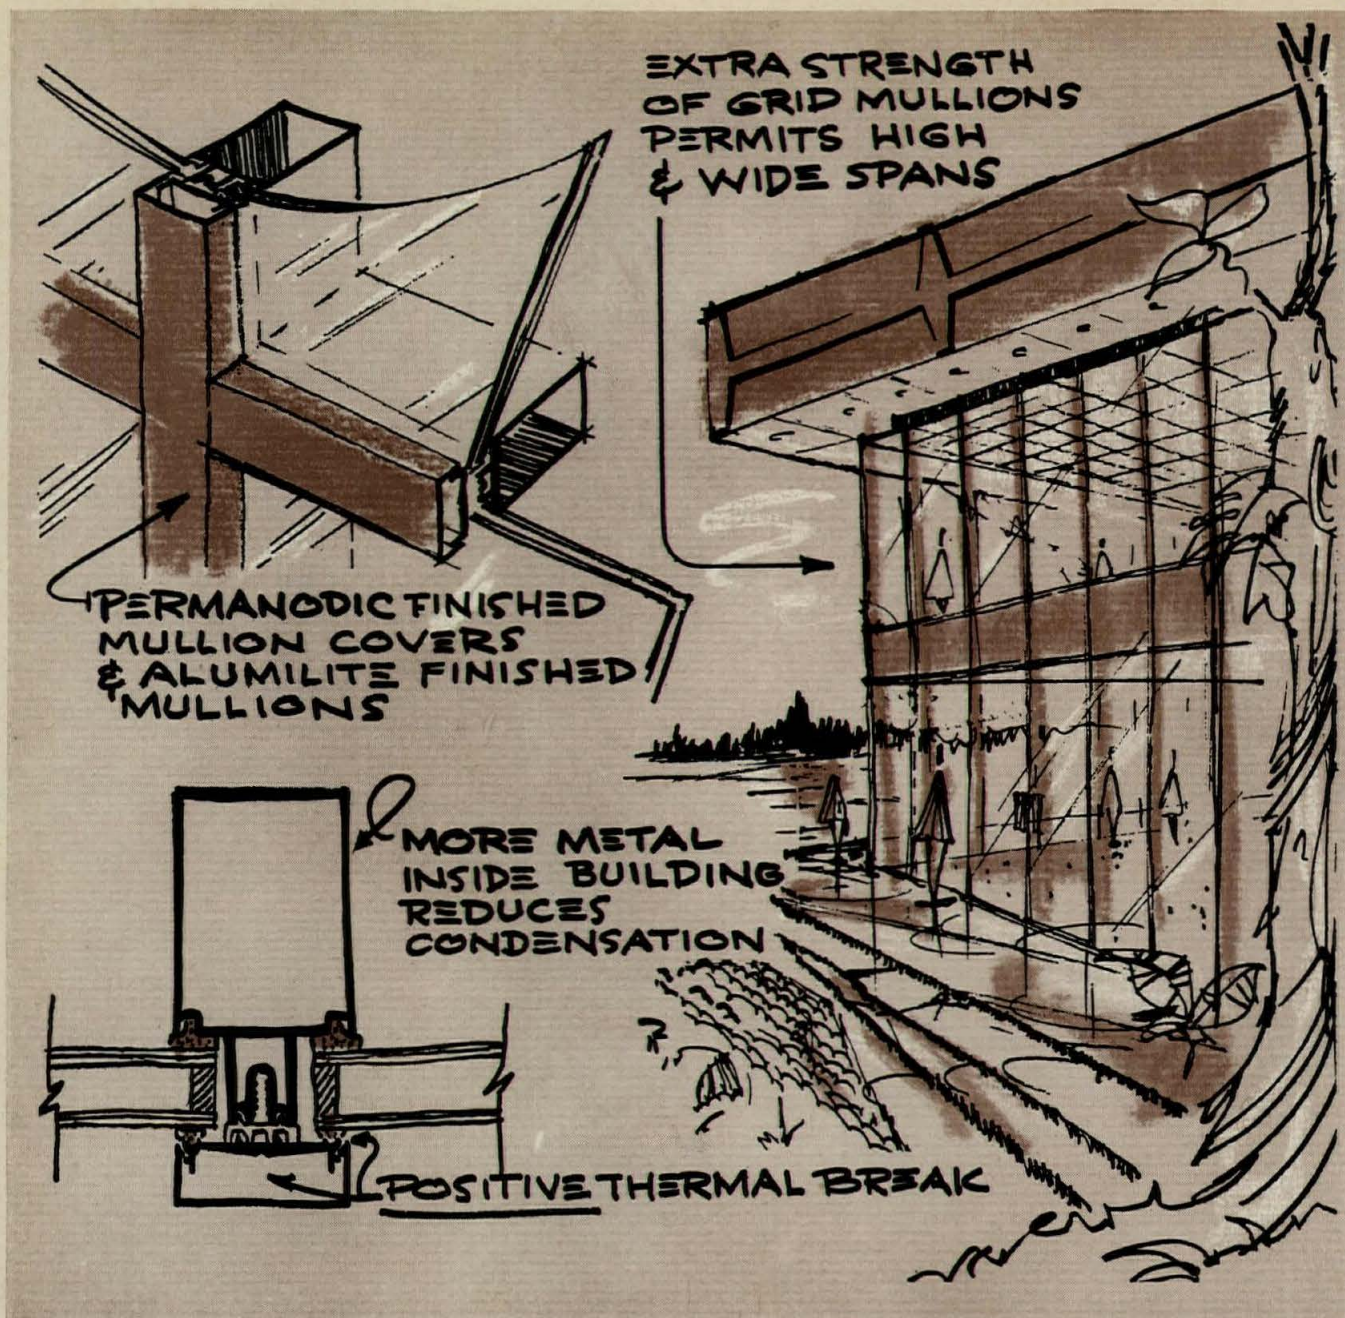 EXTRA STRENGTH
OF GRID MULLIONS
PERMITS HIGH
& WIDE SPANS
PERMANODIC FINISHED
MULLION COVERS
& ALUMILITE FINISHED
MULLIONS
MORE METAL
INSIDE BUILDING
REDUCES
CONDENSATION
POSITIVE THERMAL BREAK